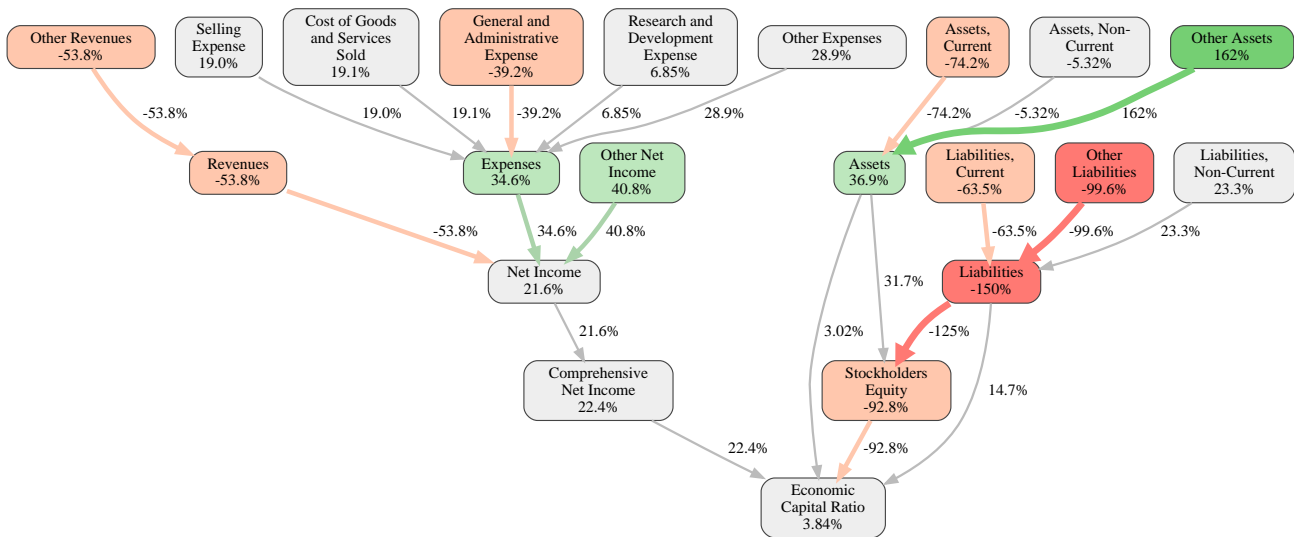 Other Revenues
-53.8%
Selling
Expense
19.0%
Cost of Goods
and Services
Sold
19.1%
General and
Administrative
Expense
-39.2%
Research and
Development
Expense
6.85%
Other Expenses
28.9%
Assets,
Current
-74.2%
Assets, Non-
Current
-5.32%
Other Assets
162%
-53.8%
19.0%
19.1%
-39.2%
6.85%
28.9%
-74.2%
-5.32%
162%
Revenues
-53.8%
Expenses
34.6%
Other Net
Income
40.8%
Assets
36.9%
Liabilities,
Current
-63.5%
Other
Liabilities
-99.6%
Liabilities,
Non-Current
23.3%
-53.8%
34.6%
40.8%
-63.5%
-99.6%
23.3%
Net Income
21.6%
31.7%
Liabilities
-150%
21.6%
3.02%
-125%
Comprehensive
Net Income
22.4%
Stockholders
Equity
-92.8%
14.7%
22.4%
-92.8%
Economic
Capital Ratio
3.84%